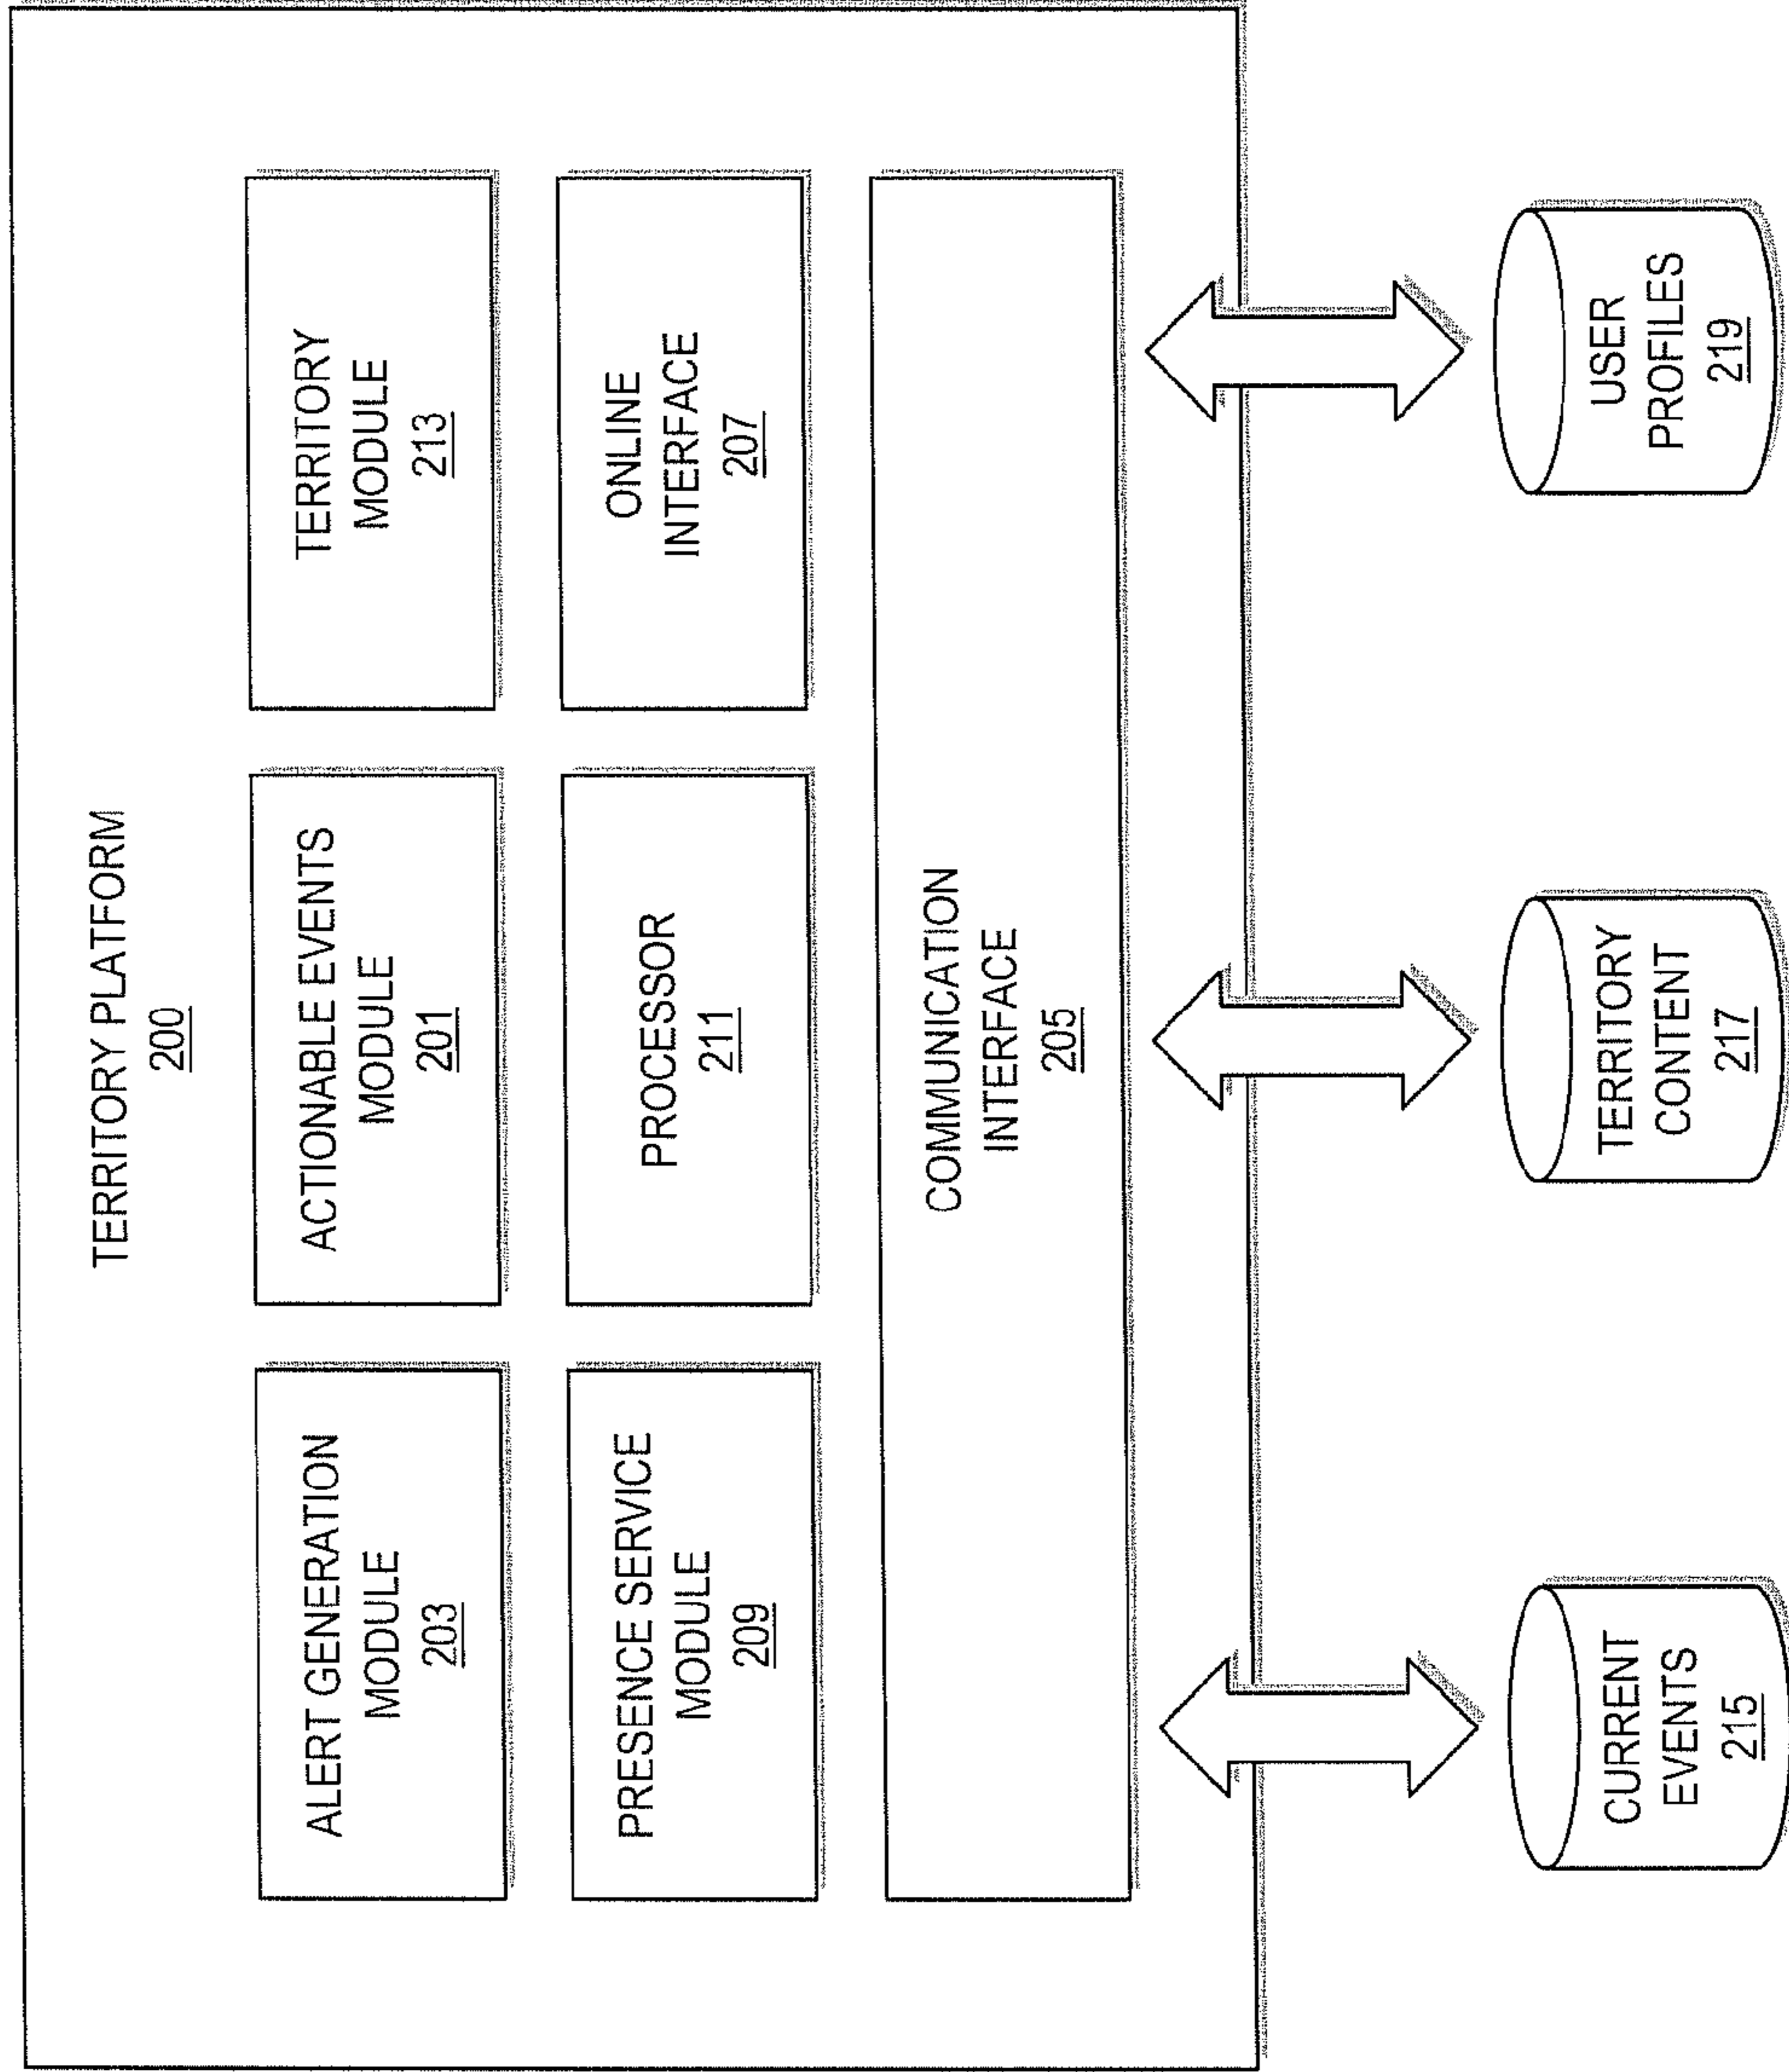 TERRITORY PLATFORM
200
ALERT GENERATION
MODULE
203
ACTIONABLE EVENTS
MODULE
201
TERRITORY
MODULE
213
PRESENCE SERVICE
MODULE
209
PROCESSOR
211
ONLINE
INTERFACE
207
COMMUNICATION
INTERFACE
205
CURRENT
EVENTS
215
TERRITORY
CONTENT
217
USER
PROFILES
219